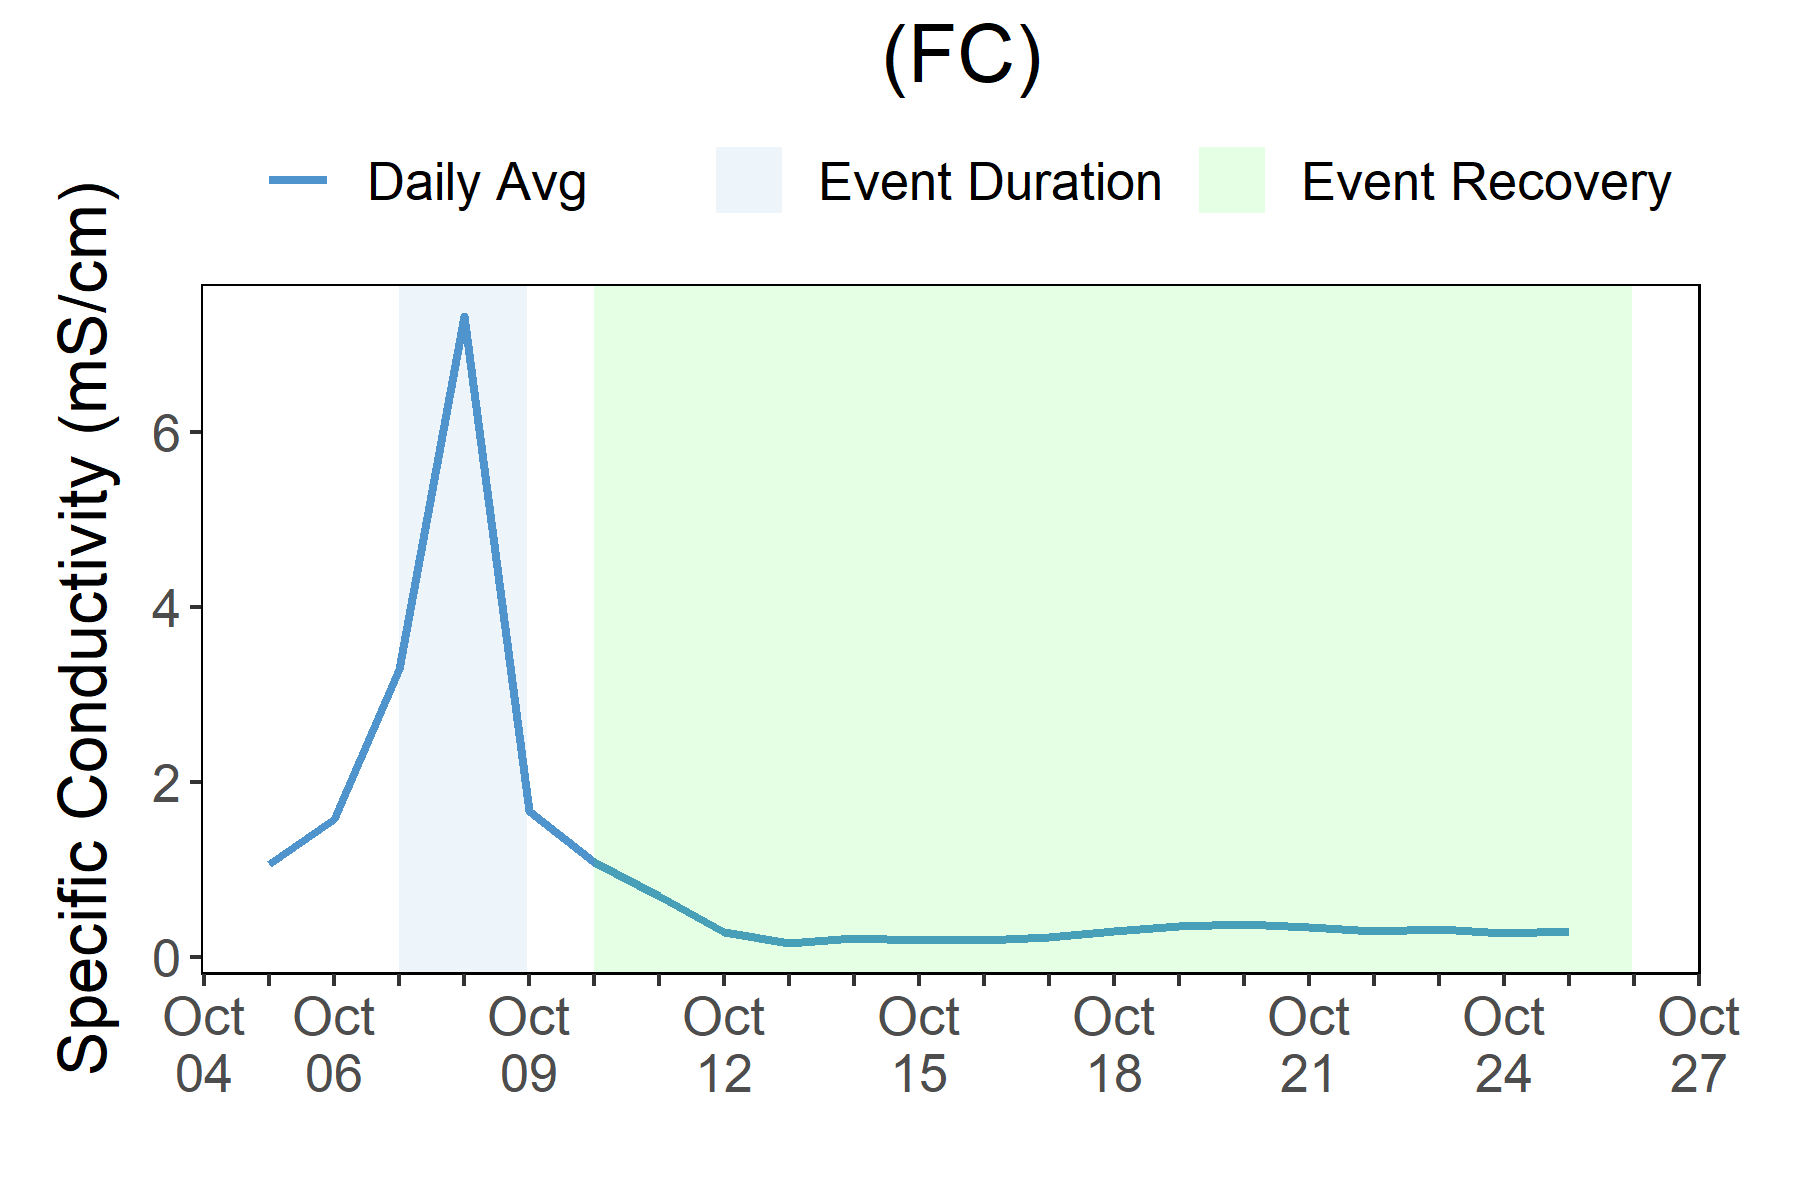 (FC)
Daily Avg
Event Duration
Event Recovery
Specific Conductivity (mS/cm)
6
4
2
0
Oct 04
Oct 06
Oct 09
Oct 12
Oct 15
Oct 18
Oct 21
Oct 24
Oct 27